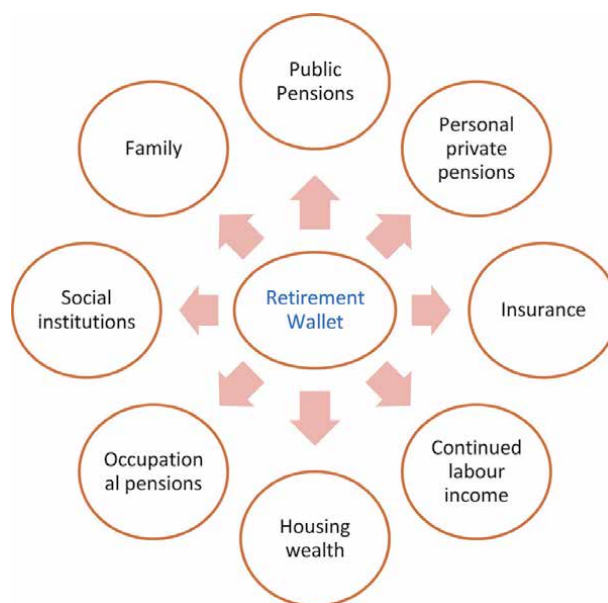 Public
Pensions
Personal
private
pensions
Insurance
Continued
labour
income
Housing
wealth
Occupation
al pensions
Social
institutions
Family
Retirement
Wallet